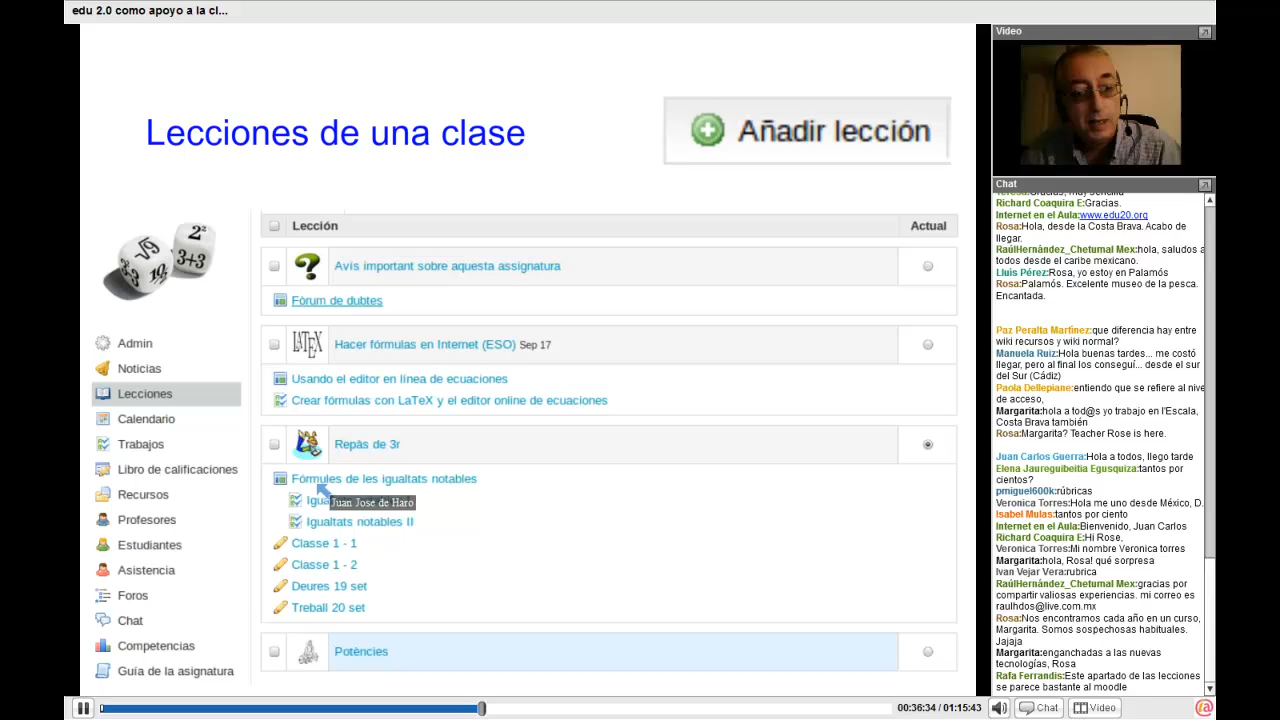 edu 2.0 como apoyo a la cl...
Lecciones de una clase
Añadir lección
Lección Actual
Avís important sobre aquesta assignatura
Fòrum de dubtes
LATEX Hacer fórmulas en Internet (ESO) Sep 17
Usando el editor en línea de ecuaciones
Crear fórmulas con LaTeX y el editor online de ecuaciones
Repàs de 3r
Fórmules de les igualtats notables
Juan José de Haro
Igualtats notables II
Classe 1 - 1
Classe 1 - 2
Deures 19 set
Treball 20 set
Potències
Admin
Noticias
Lecciones
Calendario
Trabajos
Libro de calificaciones
Recursos
Profesores
Estudiantes
Asistencia
Foros
Chat
Competencias
Guía de la asignatura
Video
Chat
Richard Coaquira E:Gracias.
Internet en el Aula:www.edu20.org
Rosa:Hola, desde la Costa Brava. Acabo de
llegar.
RaúlHernández_Chetumal Mex:hola, saludos a
todos desde el caribe mexicano.
Lluís Pérez:Rosa, yo estoy en Palamós
Rosa:Palamós. Excelente museo de la pesca.
Encantada.
Paz Peralta Martínez:que diferencia hay entre
wiki recursos y wiki normal?
Manuela Ruiz:Hola buenas tardes... me costó
llegar, pero al final los conseguí... desde el sur
del Sur (Cádiz)
Paola Dellepiane:entiendo que se refiere al nive
de acceso,
Margarita:hola a tod@s yo trabajo en l'Escala,
Costa Brava también
Rosa:Margarita? Teacher Rose is here.
Juan Carlos Guerra:Hola a todos, llego tarde
Elena Jaureguibeitia Egusquiza:tantos por
cientos?
pmiguel600k:rúbricas
Veronica Torres:Hola me uno desde México, D.
Isabel Mulas:tantos por ciento
Internet en el Aula:Bienvenido, Juan Carlos
Richard Coaquira E:Hi Rose,
Veronica Torres:Mi nombre Veronica torres
Margarita:hola, Rosa! qué sorpresa
Ivan Vejar Vera:rubrica
RaúlHernández_Chetumal Mex:gracias por
compartir valiosas experiencias. mi correo es
raulhdos@live.com.mx
Rosa:Nos encontramos cada año en un curso,
Margarita. Somos sospechosas habituales.
Jajaja
Margarita:enganchadas a las nuevas
tecnologías, Rosa
Rafa Ferrandis:Este apartado de las lecciones
se parece bastante al moodle
00:36:34 / 01:15:43 Chat Video